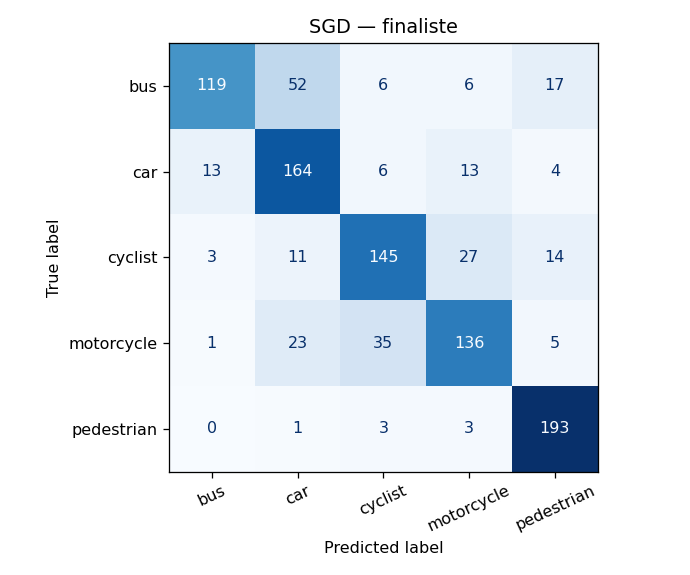 SGD — finaliste
True label
bus 119 52 6 6 17
car 13 164 6 13 4
cyclist 3 11 145 27 14
motorcycle 1 23 35 136 5
pedestrian 0 1 3 3 193
bus car cyclist motorcycle pedestrian
Predicted label